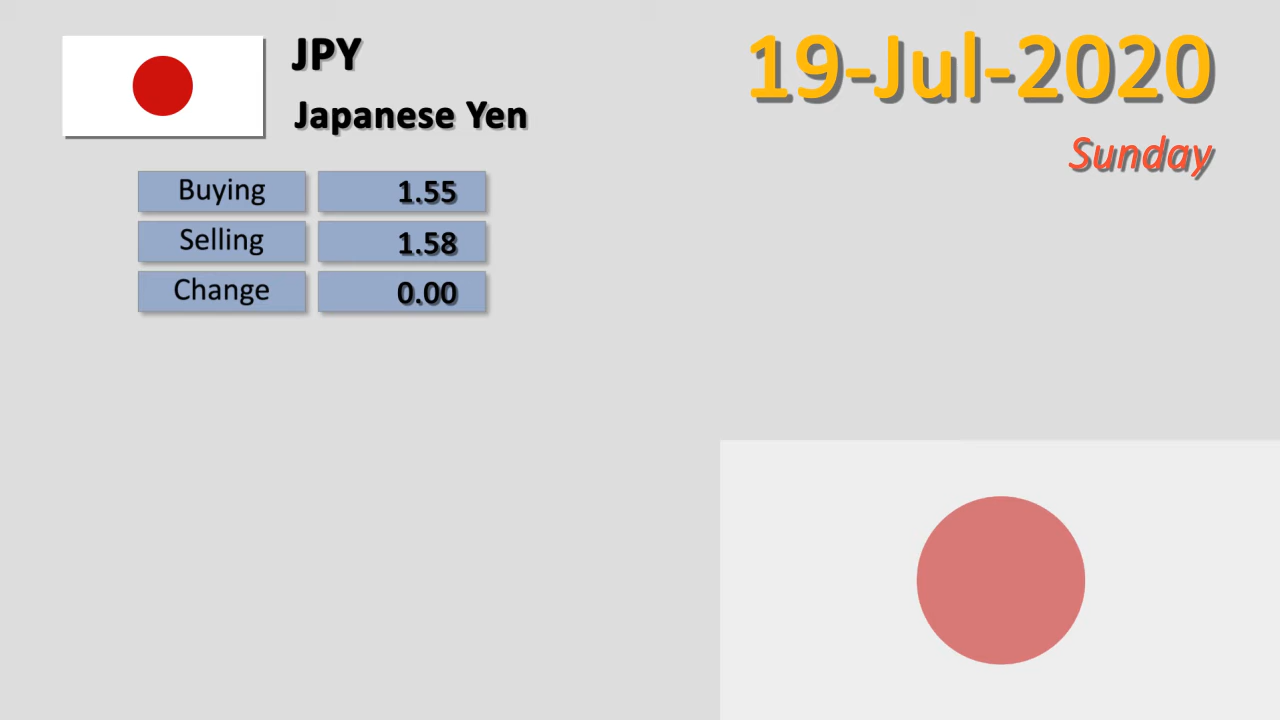 JPY
Japanese Yen
19-Jul-2020
Sunday
Buying 1.55
Selling 1.58
Change 0.00